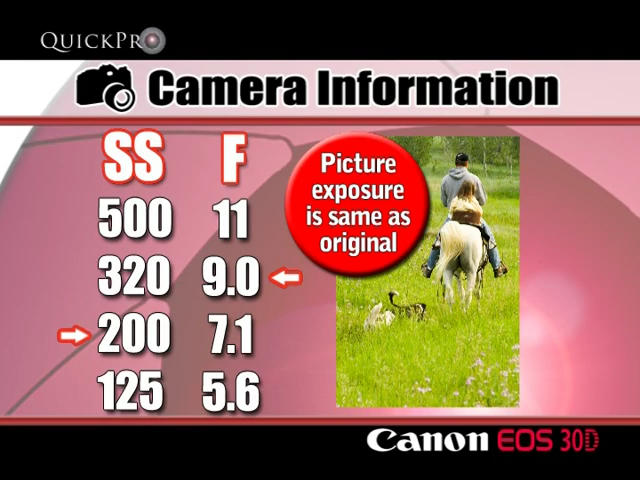 QUICKPRO
Camera Information
SS F
500 11
320 9.0
200 7.1
125 5.6
Picture
exposure
is same as
original
Canon EOS 30D